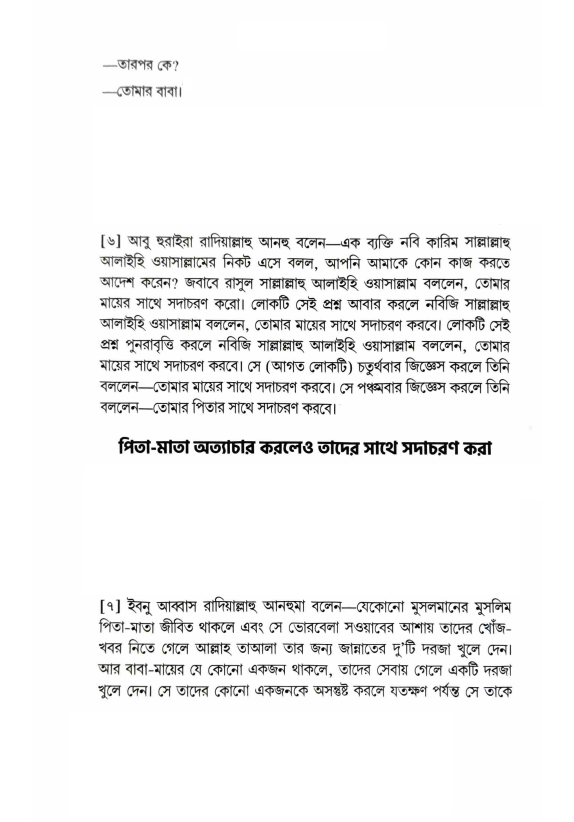 —তারপর কে?
—তোমার বাবা।
[৬] আবু হুরাইরা রাদিয়াল্লাহু আনহু বলেন—এক ব্যক্তি নবি কারিম সাল্লাল্লাহু
আলাইহি ওয়াসাল্লামের নিকট এসে বলল, আপনি আমাকে কোন কাজ করতে
আদেশ করেন? জবাবে রাসুল সাল্লাল্লাহু আলাইহি ওয়াসাল্লাম বললেন, তোমার
মায়ের সাথে সদাচরণ করো। লোকটি সেই প্রশ্ন আবার করলে নবিজি সাল্লাল্লাহু
আলাইহি ওয়াসাল্লাম বললেন, তোমার মায়ের সাথে সদাচরণ করবে। লোকটি সেই
প্রশ্ন পুনরাবৃত্তি করলে নবিজি সাল্লাল্লাহু আলাইহি ওয়াসাল্লাম বললেন, তোমার
মায়ের সাথে সদাচরণ করবে। সে (আগত লোকটি) চতুর্থবার জিজ্ঞেস করলে তিনি
বললেন—তোমার মায়ের সাথে সদাচরণ করবে। সে পঞ্চমবার জিজ্ঞেস করলে তিনি
বললেন—তোমার পিতার সাথে সদাচরণ করবে।
পিতা-মাতা অত্যাচার করলেও তাদের সাথে সদাচরণ করা
[৭] ইবনু আব্বাস রাদিয়াল্লাহু আনহুমা বলেন—যেকোনো মুসলমানের মুসলিম
পিতা-মাতা জীবিত থাকলে এবং সে ভোরবেলা সওয়াবের আশায় তাদের খোঁজ-
খবর নিতে গেলে আল্লাহ তাআলা তার জন্য জান্নাতের দু'টি দরজা খুলে দেন।
আর বাবা-মায়ের যে কোনো একজন থাকলে, তাদের সেবায় গেলে একটি দরজা
খুলে দেন। সে তাদের কোনো একজনকে অসন্তুষ্ট করলে যতক্ষণ পর্যন্ত সে তাকে